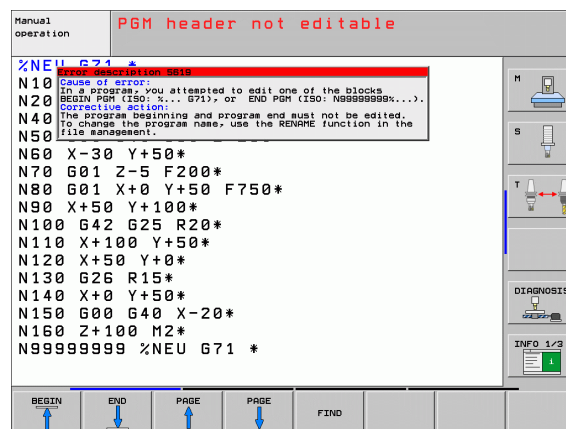 Manual
operation
PGM header not editable
%NEU G71 *
Error description 5619
Cause of error:
In a program, you attempted to edit one of the blocks
BEGIN PGM (ISO: %... G71), or END PGM (ISO: N99999999%...).
Corrective action:
The program beginning and program end must not be edited.
To change the program name, use the RENAME function in the
file management.
N10
N20
N40
N50
N60 X-30 Y+50*
N70 G01 Z-5 F200*
N80 G01 X+0 Y+50 F750*
N90 X+50 Y+100*
N100 G42 G25 R20*
N110 X+100 Y+50*
N120 X+50 Y+0*
N130 G26 R15*
N140 X+0 Y+50*
N150 G00 G40 X-20*
N160 Z+100 M2*
N99999999 %NEU G71 *
M
S
T
DIAGNOSIS
INFO 1/3
BEGIN
END
PAGE
PAGE
FIND